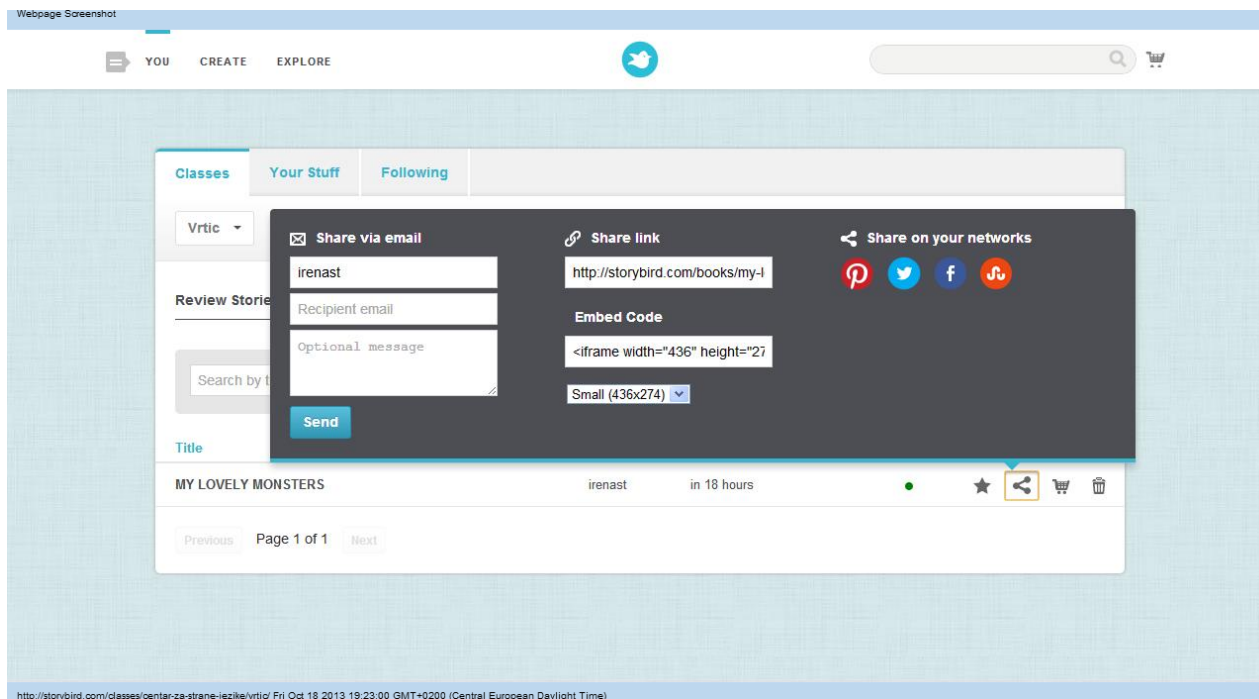 Webpage Screenshot
YOU CREATE EXPLORE
Classes Your Stuff Following
Vrtic
Share via email
irenast
Recipient email
Optional message
Send
Share link
http://storybird.com/books/my-l
Embed Code
<iframe width="436" height="27
Small (436x274)
Share on your networks
Review Storie
Search by t
Title
MY LOVELY MONSTERS irenast in 18 hours
Previous Page 1 of 1 Next
http://storybird.com/classes/centar-za-strane-jezike/vrtic/ Fri Oct 18 2013 19:23:00 GMT+0200 (Central European Daylight Time)